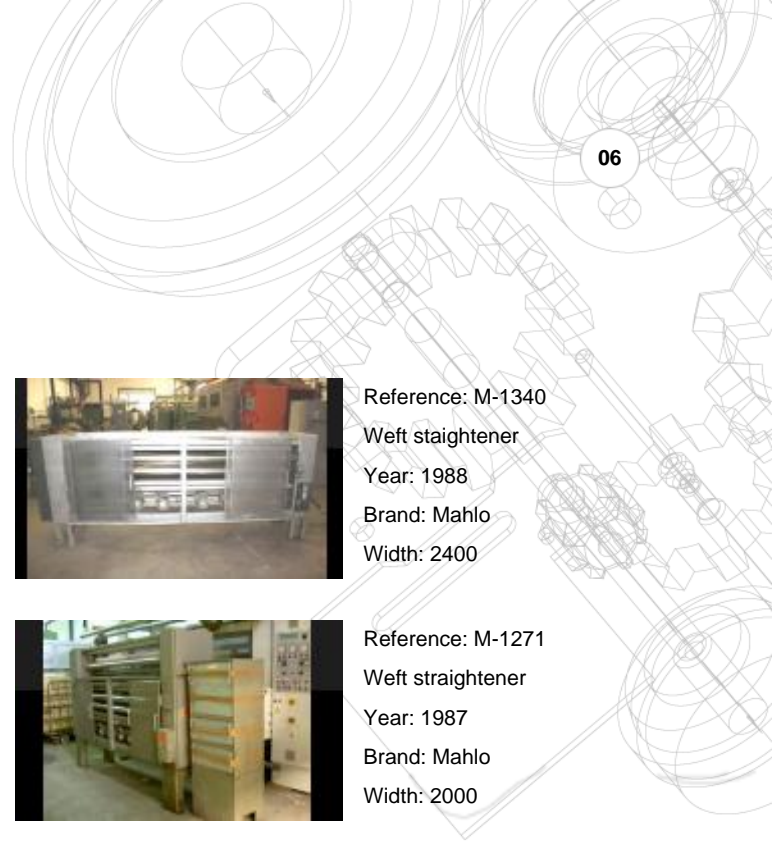 06
Reference: M-1340
Weft staightener
Year: 1988
Brand: Mahlo
Width: 2400
Reference: M-1271
Weft straightener
Year: 1987
Brand: Mahlo
Width: 2000